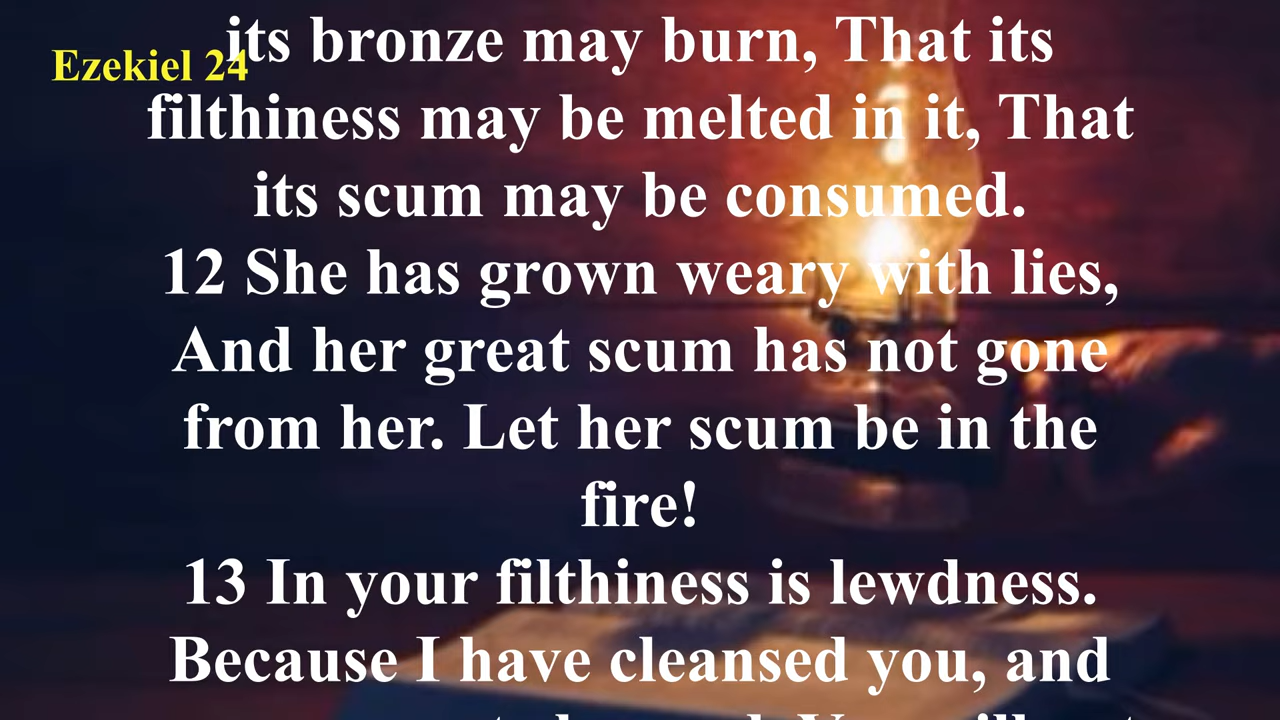 its bronze may burn, That its
Ezekiel 24
filthiness may be melted in it, That
its scum may be consumed.
12 She has grown weary with lies,
And her great scum has not gone
from her. Let her scum be in the
fire!
13 In your filthiness is lewdness.
Because I have cleansed you, and